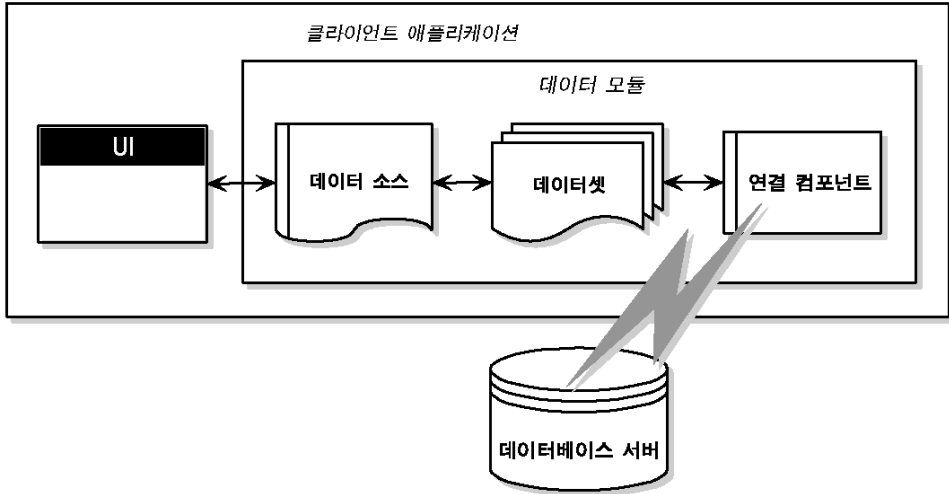 클라이언트 애플리케이션
데이터 모듈
UI
데이터 소스
데이터셋
연결 컴포넌트
데이터베이스 서버